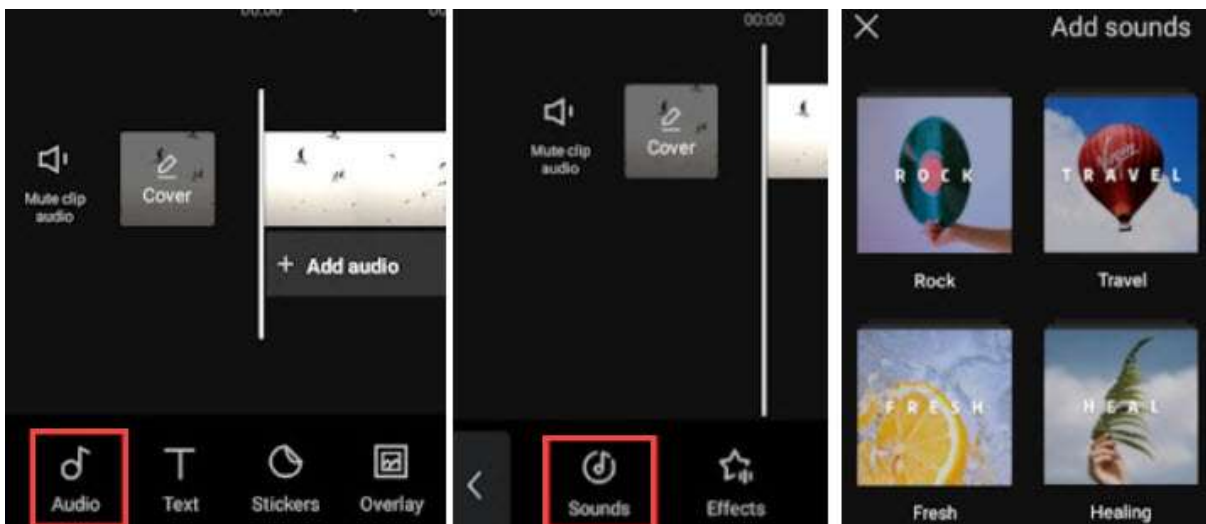 00:00
Mute clip
audio
Cover
+ Add audio
Audio
Text
Stickers
Overlay
00:00
Mute clip
audio
Cover
Sounds
Effects
Add sounds
ROCK
Rock
Virgin
TRAVEL
Travel
FRESH
Fresh
HEAL
Healing